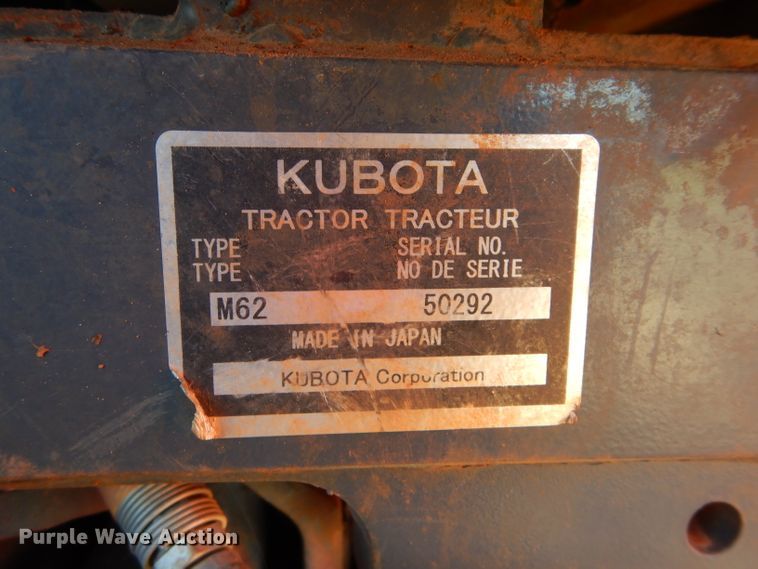 KUBOTA
TRACTOR TRACTEUR
TYPE SERIAL NO.
TYPE NO DE SERIE
M62 50292
MADE IN JAPAN
KUBOTA Corporation
Purple Wave Auction